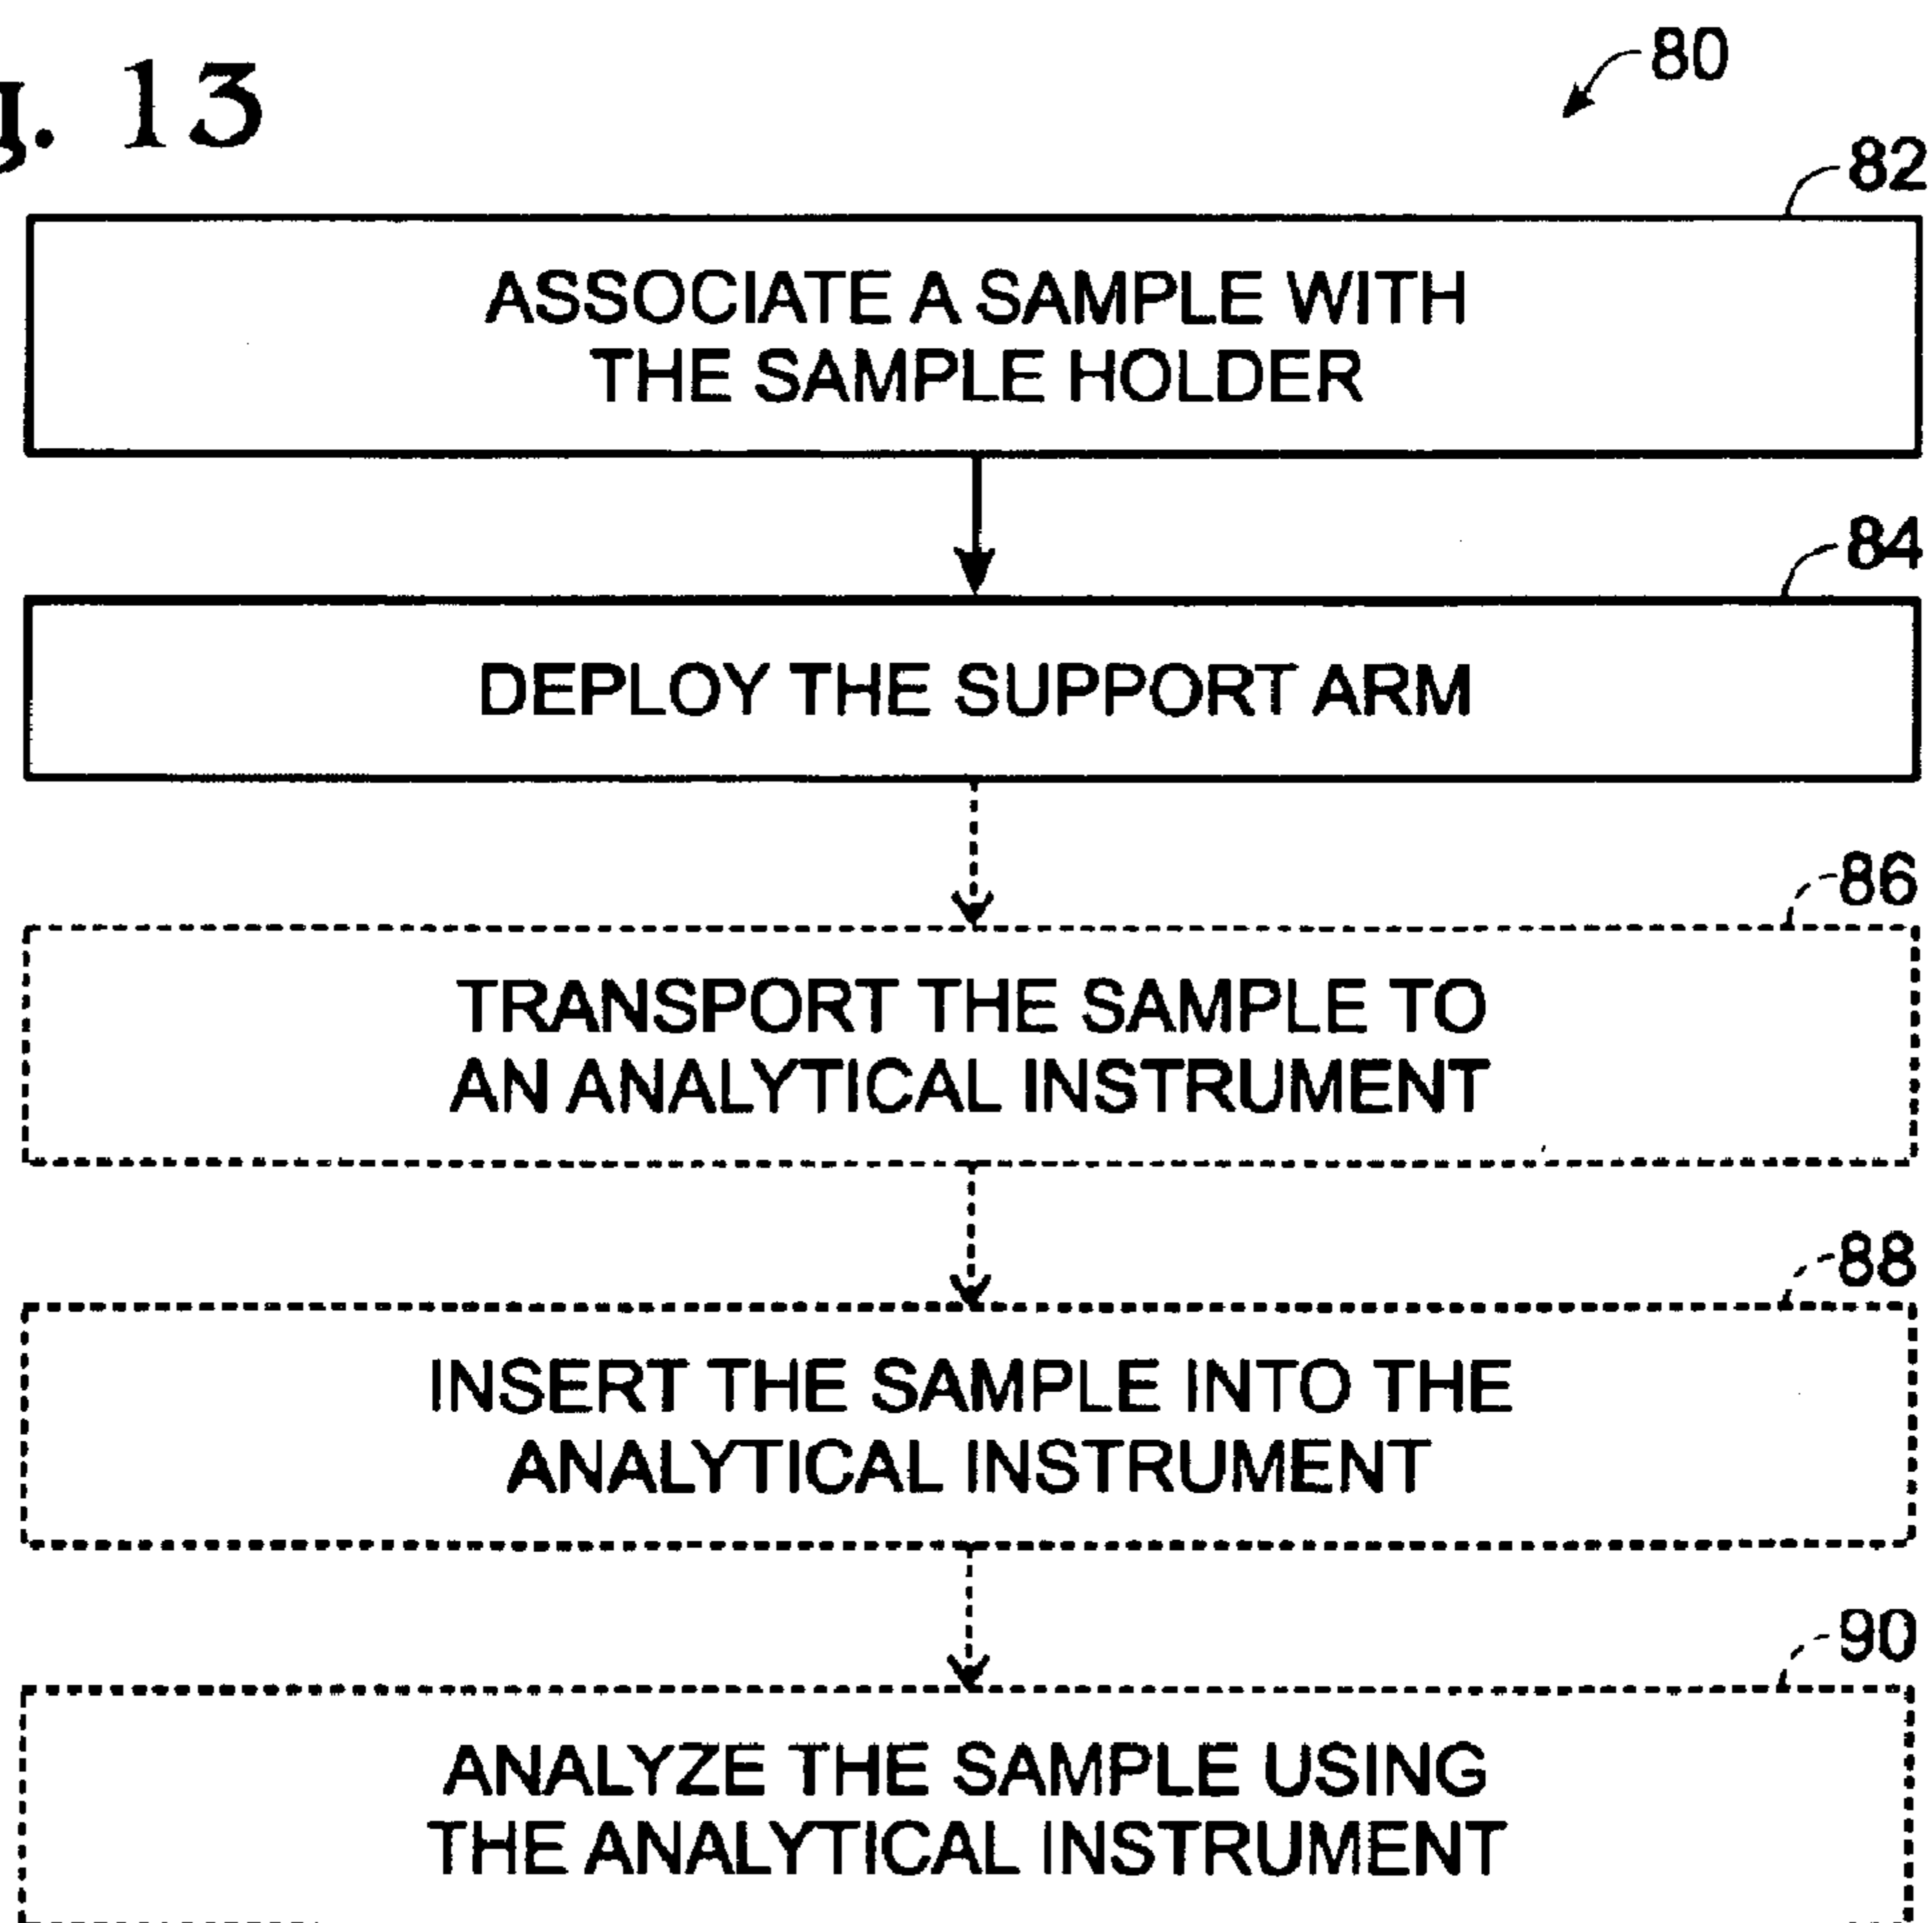 g. 13
80
82
ASSOCIATE A SAMPLE WITH
THE SAMPLE HOLDER
84
DEPLOY THE SUPPORT ARM
86
TRANSPORT THE SAMPLE TO
AN ANALYTICAL INSTRUMENT
88
INSERT THE SAMPLE INTO THE
ANALYTICAL INSTRUMENT
90
ANALYZE THE SAMPLE USING
THE ANALYTICAL INSTRUMENT